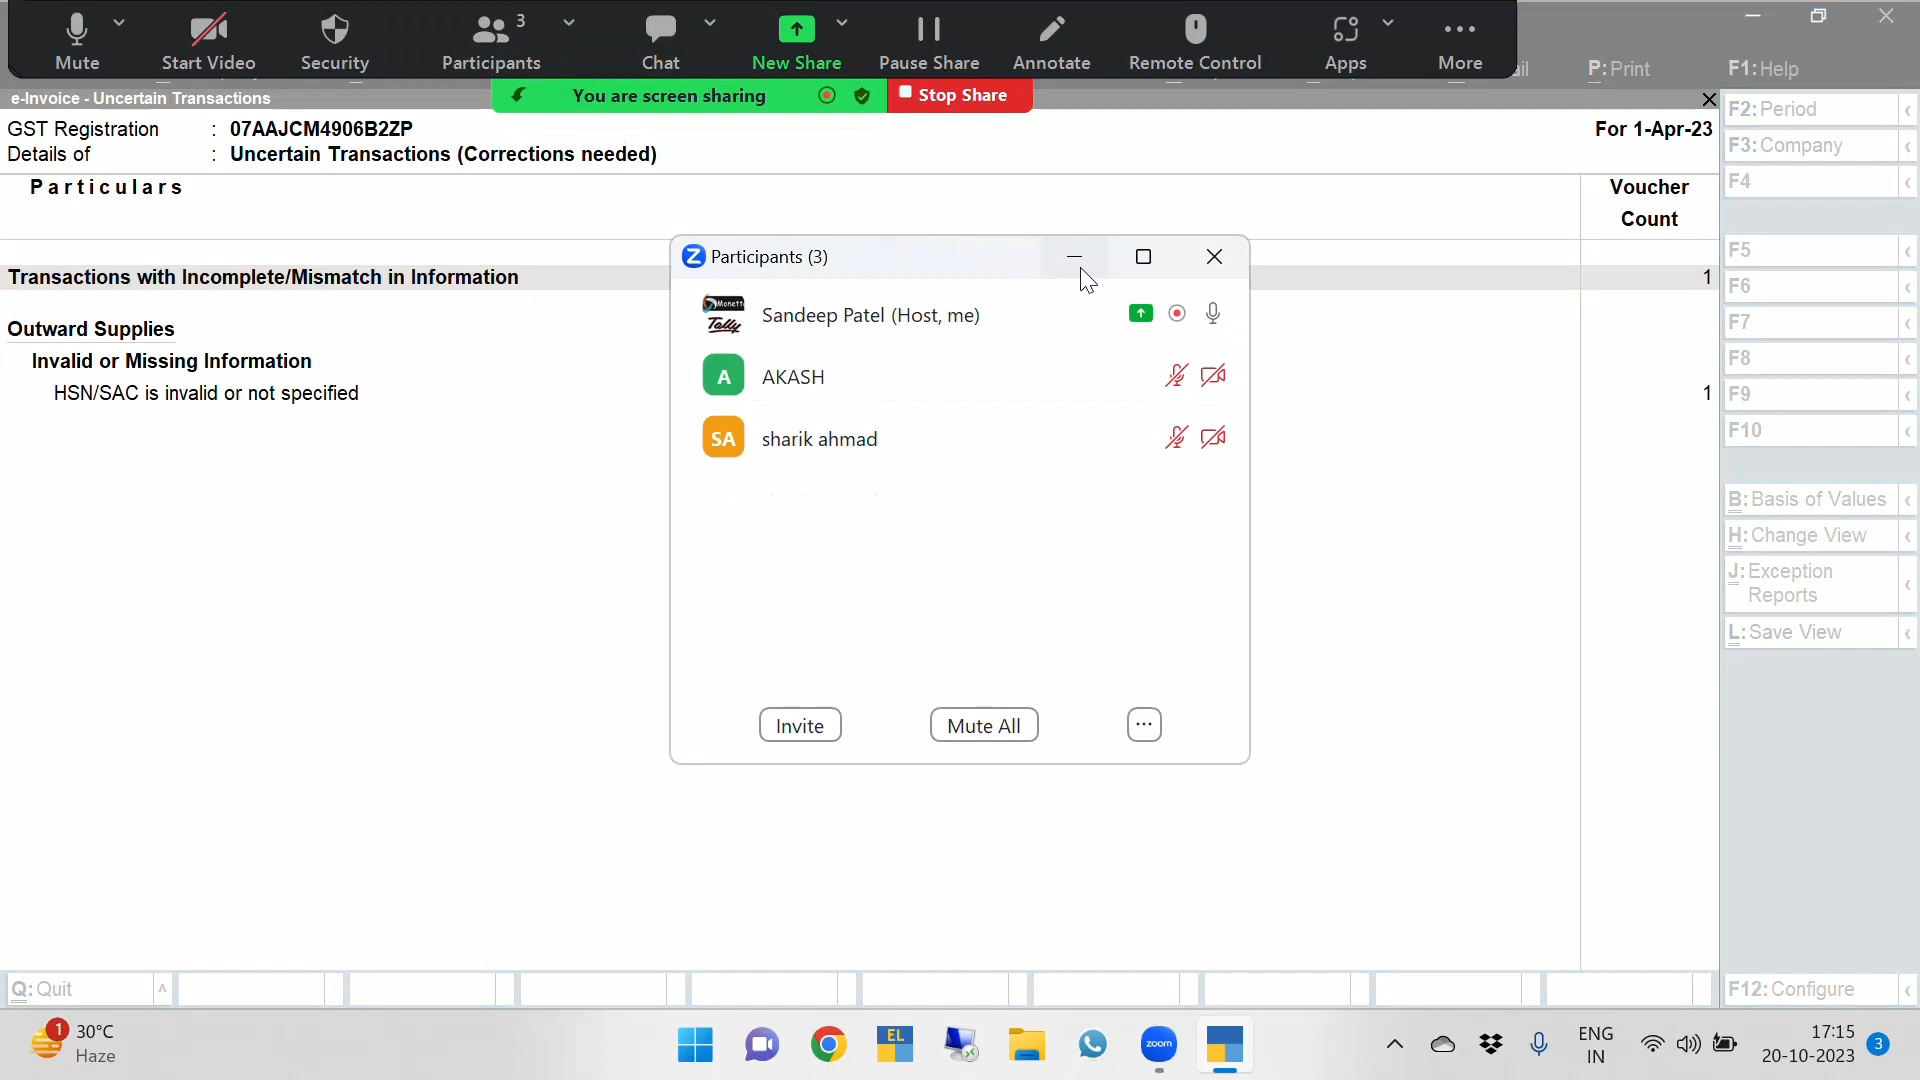 Mute
Start Video
Security
Participants
3
Chat
New Share
Pause Share
Annotate
Remote Control
Apps
More
P:Print
F1:Help
You are screen sharing
Stop Share
e-Invoice - Uncertain Transactions
GST Registration : 07AAJCM4906B2ZP
For 1-Apr-23
Details of : Uncertain Transactions (Corrections needed)
Particulars
Voucher
Count
Transactions with Incomplete/Mismatch in Information 1
Outward Supplies
Invalid or Missing Information
HSN/SAC is invalid or not specified 1
Participants (3)
Tally
Sandeep Patel (Host, me)
A
AKASH
SA
sharik ahmad
Invite
Mute All
F2:Period
F3:Company
F4
F5
F6
F7
F8
F9
F10
B:Basis of Values
H:Change View
J:Exception
Reports
L:Save View
Q:Quit
F12:Configure
1
30°C
Haze
EL
zoom
ENG
IN
17:15
20-10-2023
3